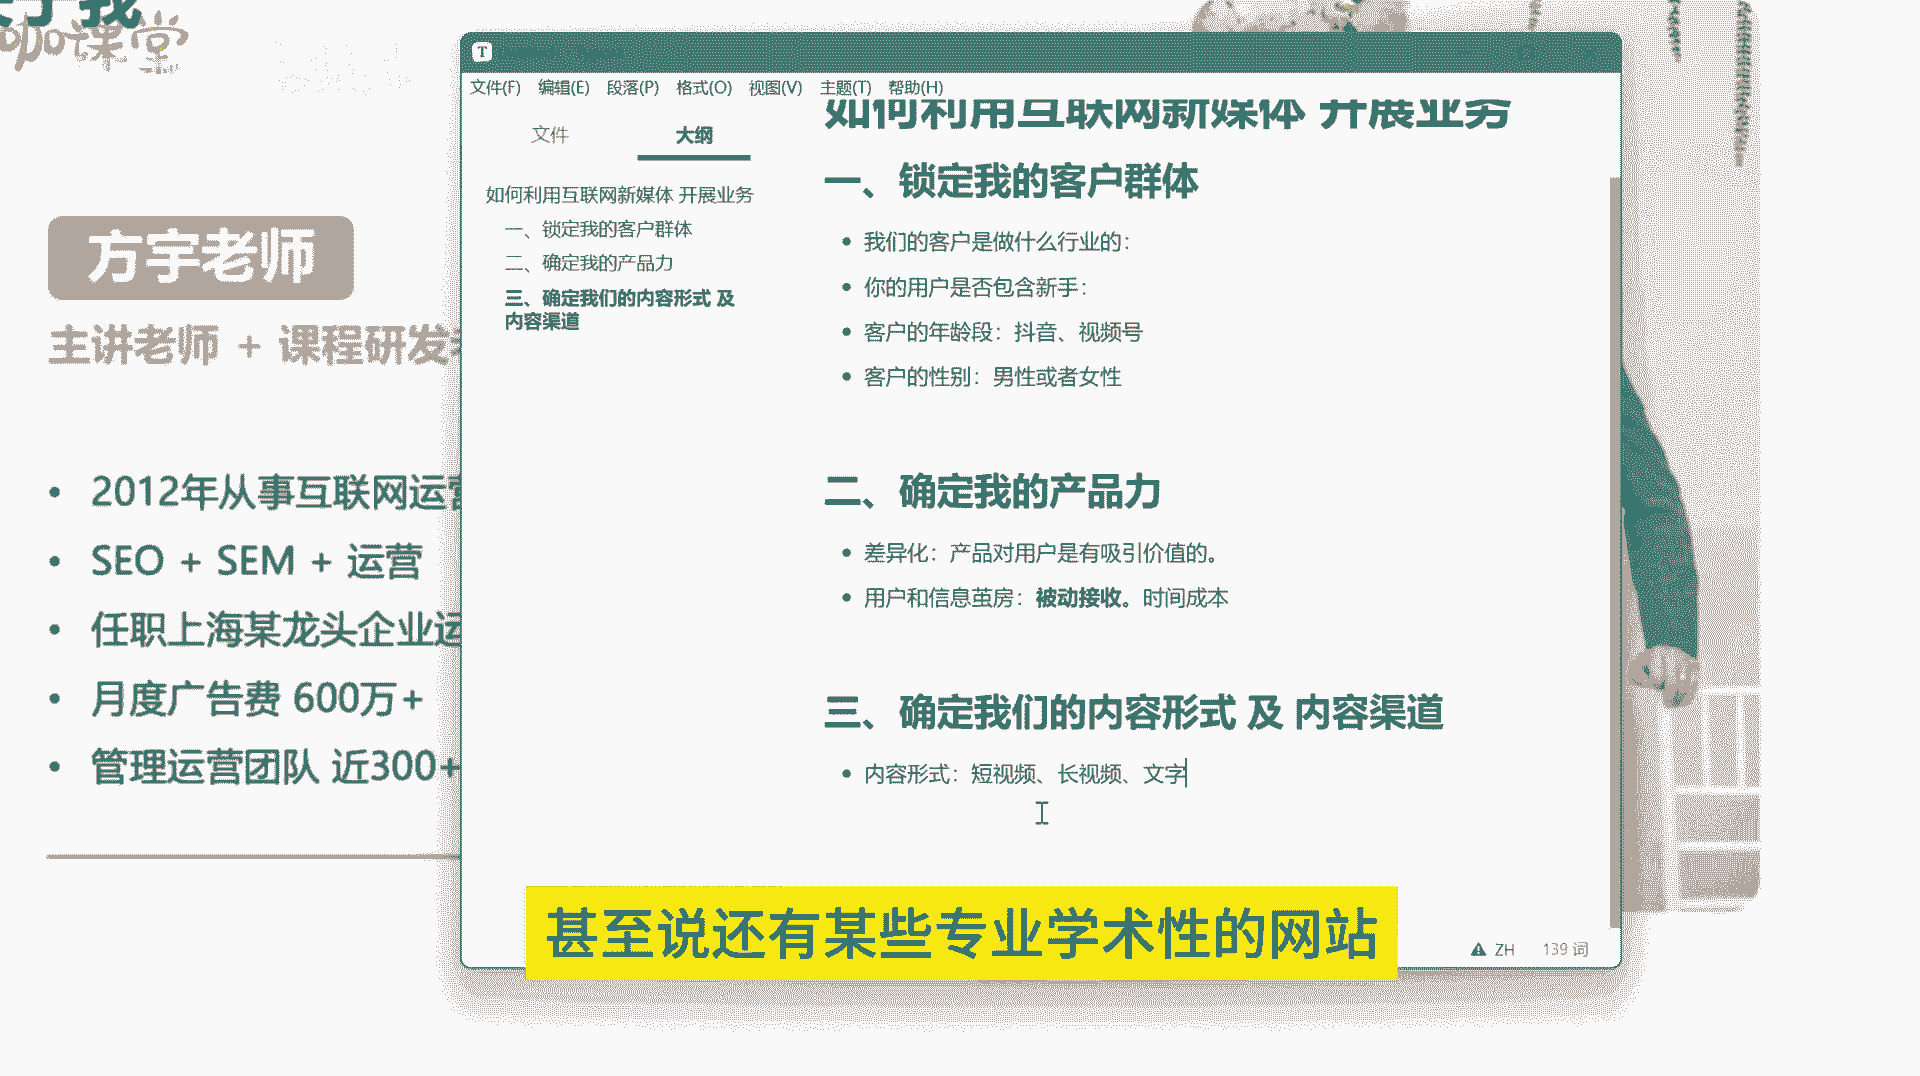 咖课堂
方宇老师
主讲老师 + 课程研发
• 2012年从事互联网运营
• SEO + SEM + 运营
• 任职上海某龙头企业运
• 月度广告费 600万+
• 管理运营团队 近300+
T
文件(F) 编辑(E) 段落(P) 格式(O) 视图(V) 主题(T) 帮助(H)
文件 大纲
如何利用互联网新媒体 开展业务
一、锁定我的客户群体
二、确定我的产品力
三、确定我们的内容形式 及
内容渠道
如何利用互联网新媒体 开展业务
一、锁定我的客户群体
• 我们的客户是做什么行业的：
• 你的用户是否包含新手：
• 客户的年龄段：抖音、视频号
• 客户的性别：男性或者女性
二、确定我的产品力
• 差异化：产品对用户是有吸引价值的。
• 用户和信息茧房：被动接收。时间成本
三、确定我们的内容形式 及 内容渠道
• 内容形式：短视频、长视频、文字
ZH 139 词
甚至说还有某些专业学术性的网站